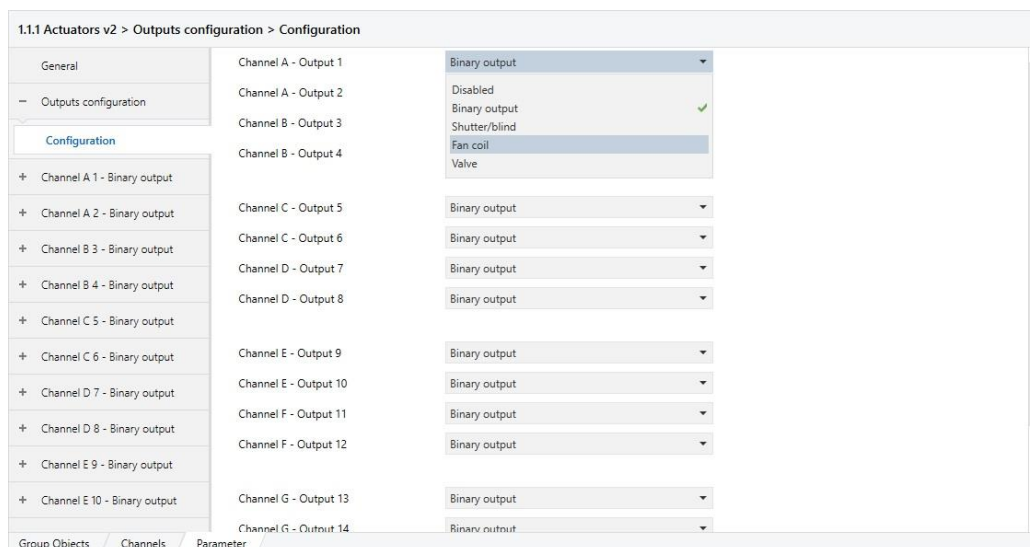 1.1.1 Actuators v2 > Outputs configuration > Configuration
General
− Outputs configuration
Configuration
+ Channel A 1 - Binary output
+ Channel A 2 - Binary output
+ Channel B 3 - Binary output
+ Channel B 4 - Binary output
+ Channel C 5 - Binary output
+ Channel C 6 - Binary output
+ Channel D 7 - Binary output
+ Channel D 8 - Binary output
+ Channel E 9 - Binary output
+ Channel E 10 - Binary output
Channel A - Output 1 Binary output
Channel A - Output 2
Channel B - Output 3
Channel B - Output 4
Disabled
Binary output
Shutter/blind
Fan coil
Valve
Channel C - Output 5 Binary output
Channel C - Output 6 Binary output
Channel D - Output 7 Binary output
Channel D - Output 8 Binary output
Channel E - Output 9 Binary output
Channel E - Output 10 Binary output
Channel F - Output 11 Binary output
Channel F - Output 12 Binary output
Channel G - Output 13 Binary output
Channel G - Output 14 Binary output
Group Objects Channels Parameter